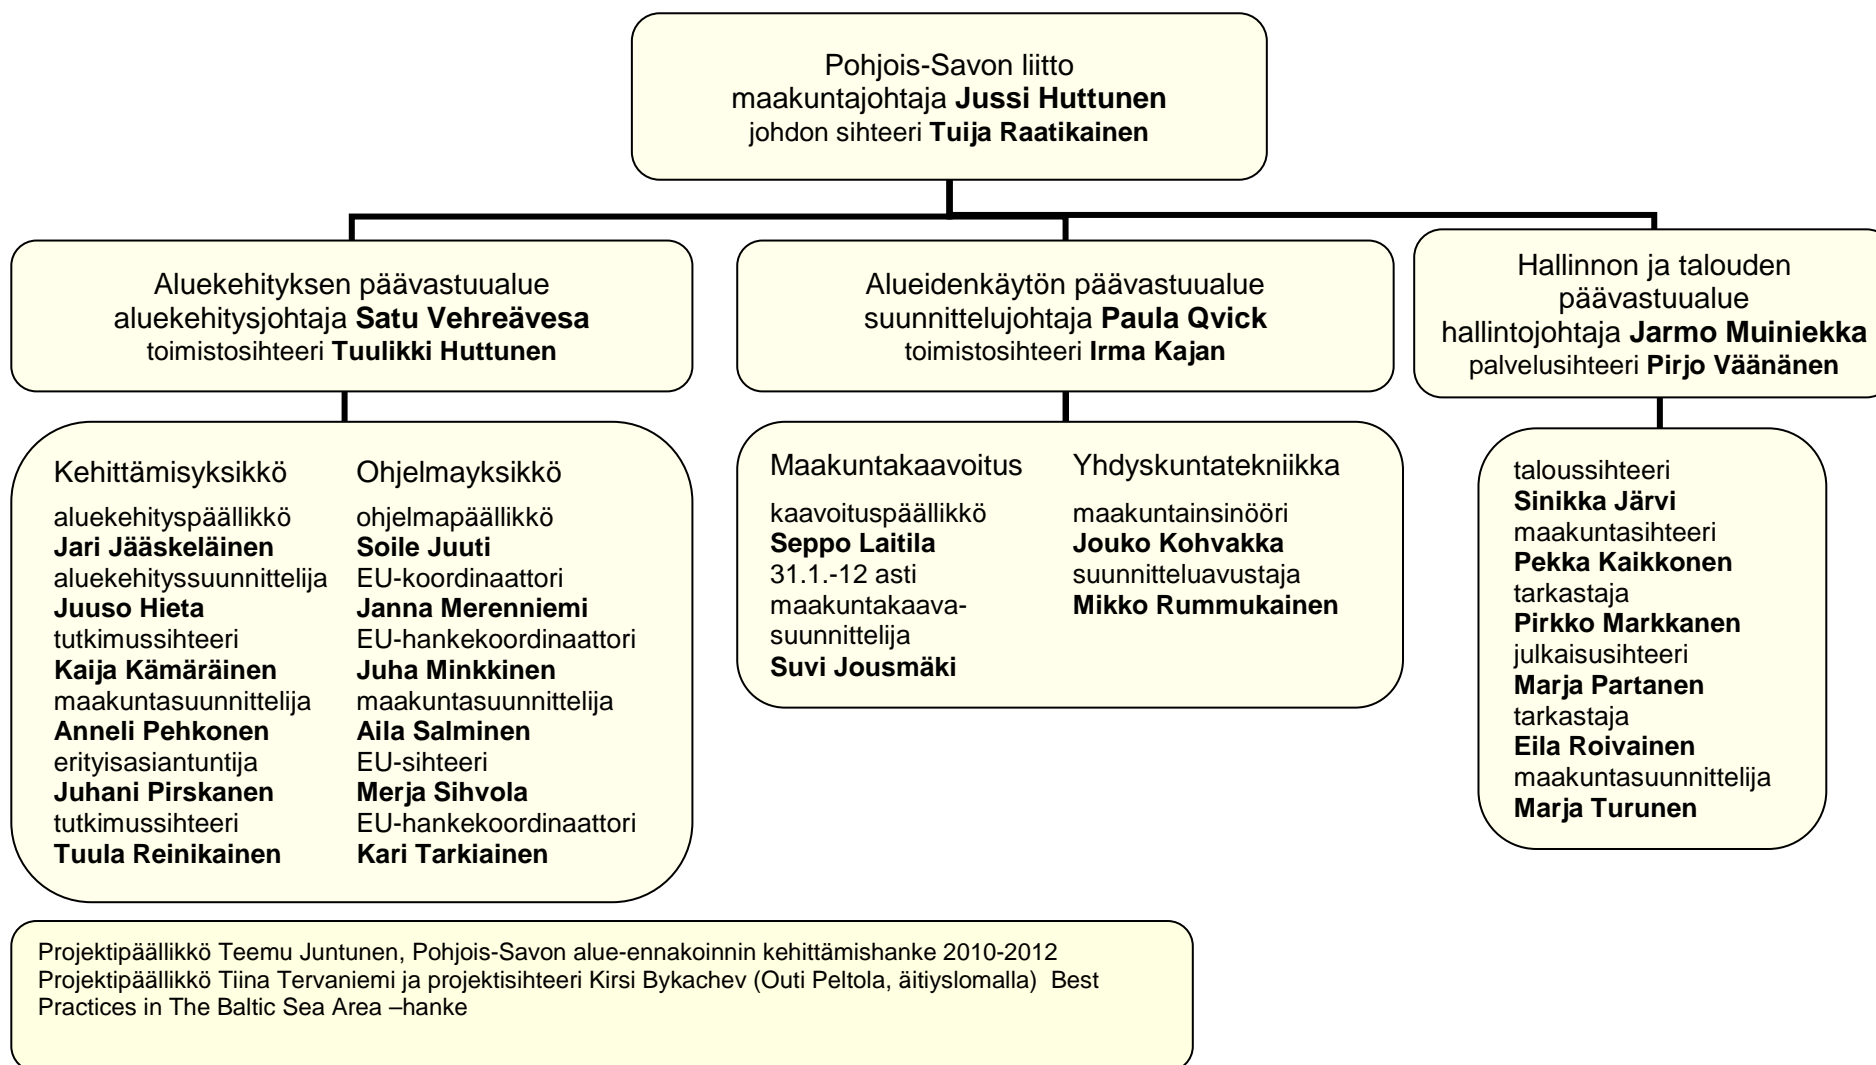 Pohjois-Savon liitto
maakuntajohtaja Jussi Huttunen
johdon sihteeri Tuija Raatikainen
Aluekehityksen päävastuualue
aluekehitysjohtaja Satu Vehreävesa
toimistosihteeri Tuulikki Huttunen
Alueidenkäytön päävastuualue
suunnittelujohtaja Paula Qvick
toimistosihteeri Irma Kajan
Hallinnon ja talouden
päävastuualue
hallintojohtaja Jarmo Muiniekka
palvelusihteeri Pirjo Väänänen
Kehittämisyksikkö
aluekehityspäällikkö
Jari Jääskeläinen
aluekehityssuunnittelija
Juuso Hieta
tutkimussihteeri
Kaija Kämäräinen
maakuntasuunnittelija
Anneli Pehkonen
erityisasiantuntija
Juhani Pirskanen
tutkimussihteeri
Tuula Reinikainen
Ohjelmayksikkö
ohjelmapäällikkö
Soile Juuti
EU-koordinaattori
Janna Merenniemi
EU-hankekoordinaattori
Juha Minkkinen
maakuntasuunnittelija
Aila Salminen
EU-sihteeri
Merja Sihvola
EU-hankekoordinaattori
Kari Tarkiainen
Maakuntakaavoitus
kaavoituspäällikkö
Seppo Laitila
31.1.-12 asti
maakuntakaava-
suunnittelija
Suvi Jousmäki
Yhdyskuntatekniikka
maakuntainsinööri
Jouko Kohvakka
suunnitteluavustaja
Mikko Rummukainen
taloussihteeri
Sinikka Järvi
maakuntasihteeri
Pekka Kaikkonen
tarkastaja
Pirkko Markkanen
julkaisusihteeri
Marja Partanen
tarkastaja
Eila Roivainen
maakuntasuunnittelija
Marja Turunen
Projektipäällikkö Teemu Juntunen, Pohjois-Savon alue-ennakoinnin kehittämishanke 2010-2012
Projektipäällikkö Tiina Tervaniemi ja projektisihteeri Kirsi Bykachev (Outi Peltola, äitiyslomalla) Best
Practices in The Baltic Sea Area –hanke